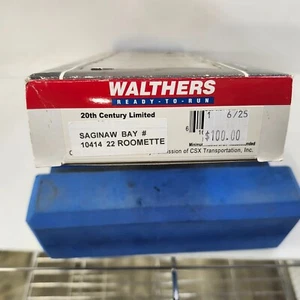 WALTHERS
READY-TO-RUN
20th Century Limited
SAGINAW BAY #
10414 22 ROOMETTE
6/25
$100.00
ission of CSX Transportation, Inc.